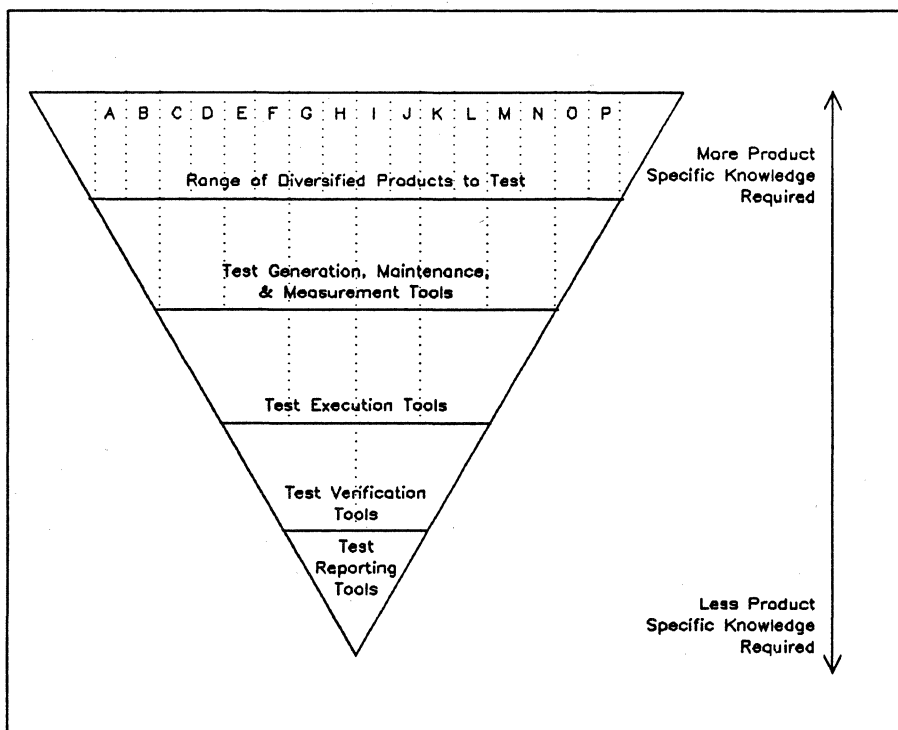 A B C D E F G H I J K L M N O P
Range of Diversified Products to Test
More Product
Specific Knowledge
Required
Test Generation, Maintenance,
& Measurement Tools
Test Execution Tools
Test Verification
Tools
Test
Reporting
Tools
Less Product
Specific Knowledge
Required